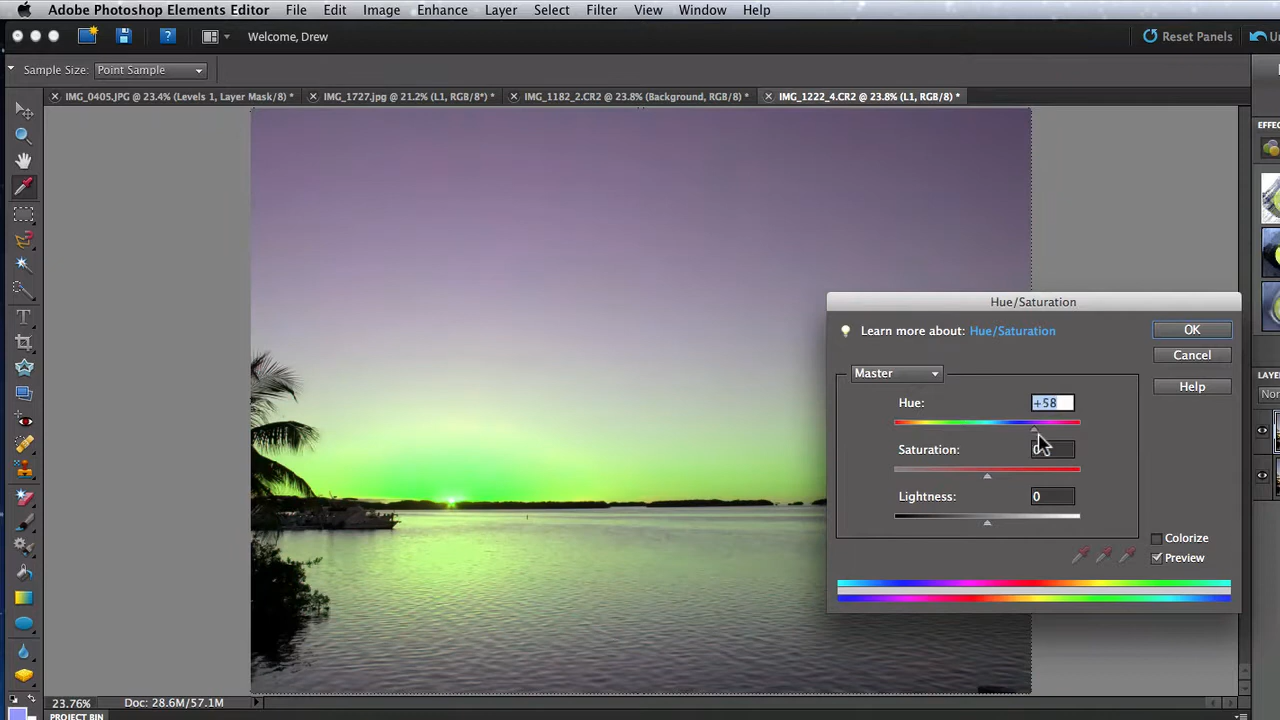 Adobe Photoshop Elements Editor File Edit Image Enhance Layer Select Filter View Window Help
Welcome, Drew
Reset Panels
Sample Size: Point Sample
IMG_0405.JPG @ 23.4% (Levels 1, Layer Mask/8) *
IMG_1727.jpg @ 21.2% (L1, RGB/8*) *
IMG_1182_2.CR2 @ 23.8% (Background, RGB/8) *
IMG_1222_4.CR2 @ 23.8% (L1, RGB/8) *
Hue/Saturation
Learn more about: Hue/Saturation
OK
Cancel
Help
Master
Hue: +58
Saturation: 0
Lightness: 0
Colorize
Preview
23.76% Doc: 28.6M/57.1M
PROJECT BIN